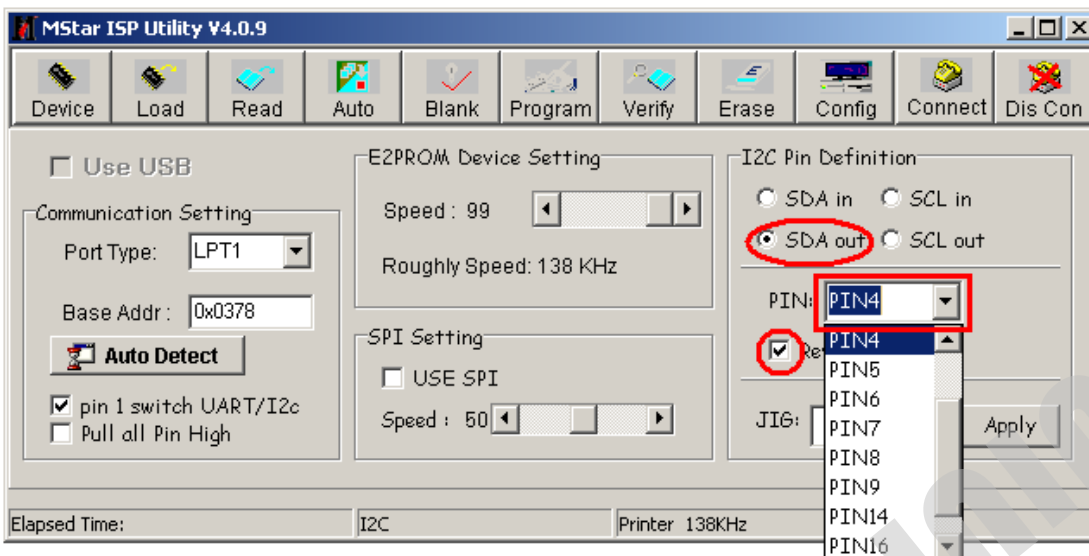 MStar ISP Utility V4.0.9
Device Load Read Auto Blank Program Verify Erase Config Connect Dis Con
Use USB
Communication Setting
Port Type: LPT1
Base Addr : 0x0378
Auto Detect
pin 1 switch UART/I2c
Pull all Pin High
E2PROM Device Setting
Speed : 99
Roughly Speed: 138 KHz
SPI Setting
USE SPI
Speed : 50
I2C Pin Definition
SDA in SCL in
SDA out SCL out
PIN: PIN4
PIN4
PIN5
PIN6
PIN7
PIN8
PIN9
PIN14
PIN16
JIG:
Apply
Elapsed Time: I2C Printer 138KHz